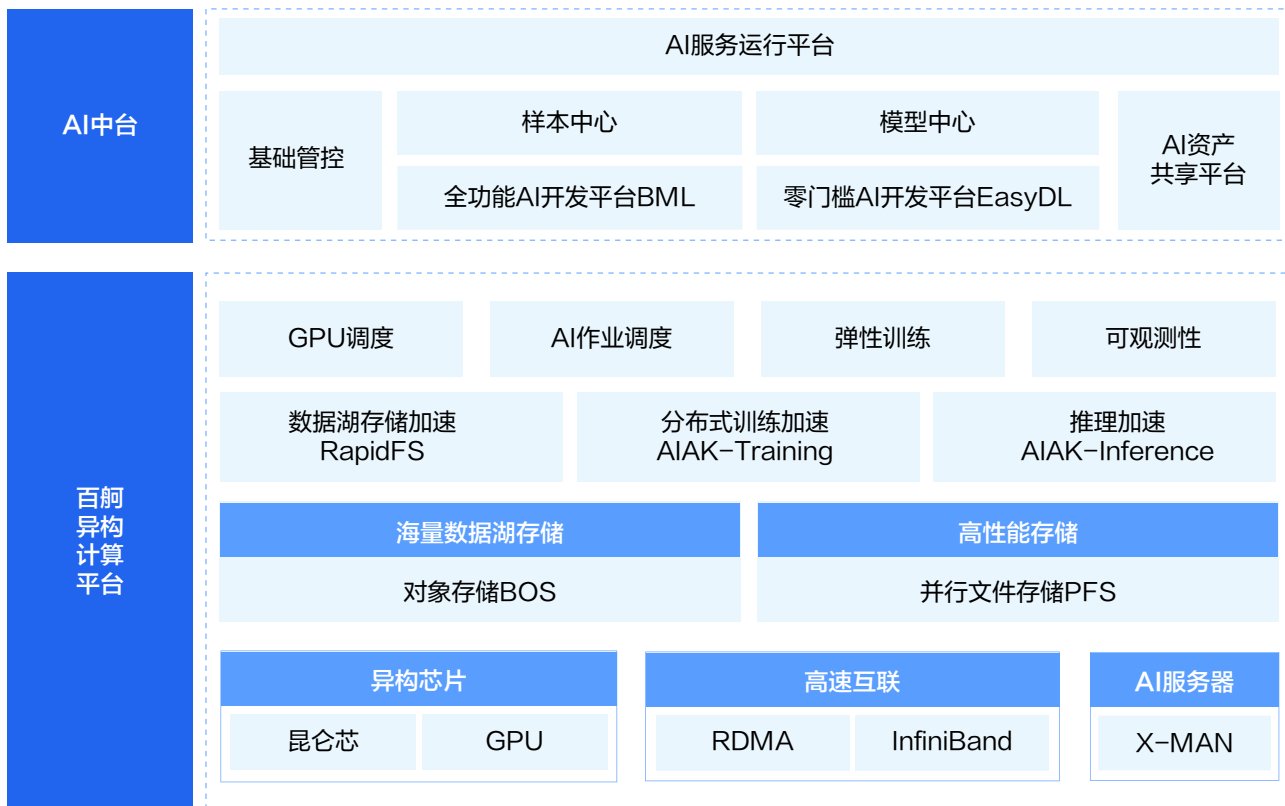 AI中台
AI服务运行平台
基础管控
样本中心
模型中心
AI资产
共享平台
全功能AI开发平台BML
零门槛AI开发平台EasyDL
百舸
异构
计算
平台
GPU调度
AI作业调度
弹性训练
可观测性
数据湖存储加速
RapidFS
分布式训练加速
AIAK-Training
推理加速
AIAK-Inference
海量数据湖存储
高性能存储
对象存储BOS
并行文件存储PFS
异构芯片
高速互联
AI服务器
昆仑芯
GPU
RDMA
InfiniBand
X-MAN